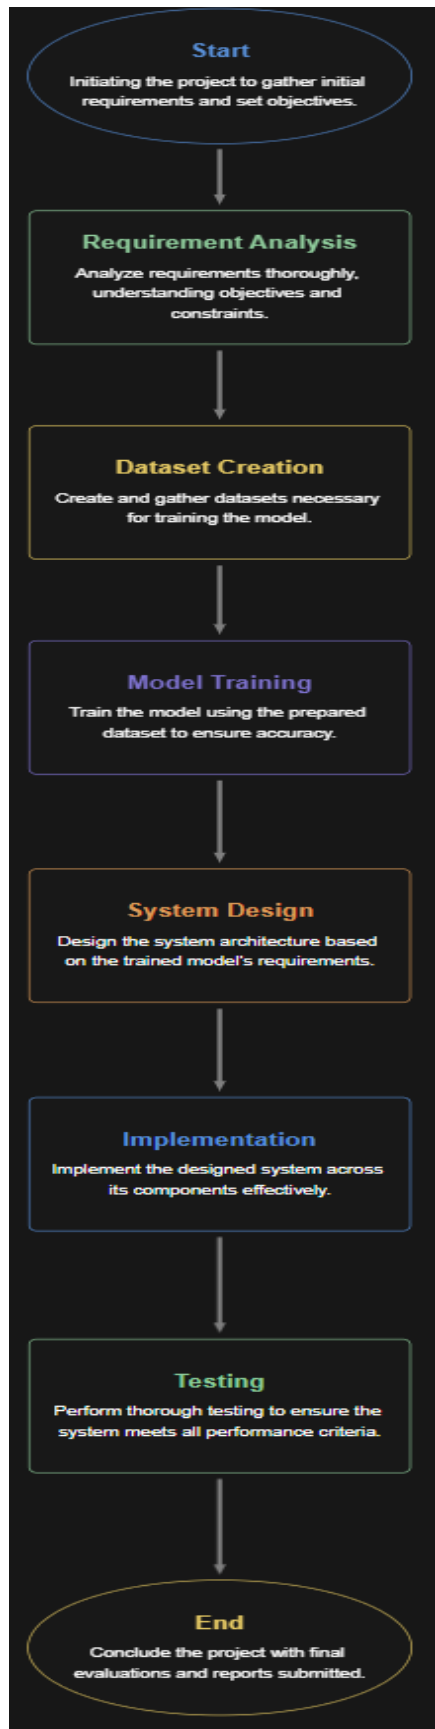 Start
Initiating the project to gather initial
requirements and set objectives.
Requirement Analysis
Analyze requirements thoroughly,
understanding objectives and
constraints.
Dataset Creation
Create and gather datasets necessary
for training the model.
Model Training
Train the model using the prepared
dataset to ensure accuracy.
System Design
Design the system architecture based
on the trained model's requirements.
Implementation
Implement the designed system across
its components effectively.
Testing
Perform thorough testing to ensure the
system meets all performance criteria.
End
Conclude the project with final
evaluations and reports submitted.